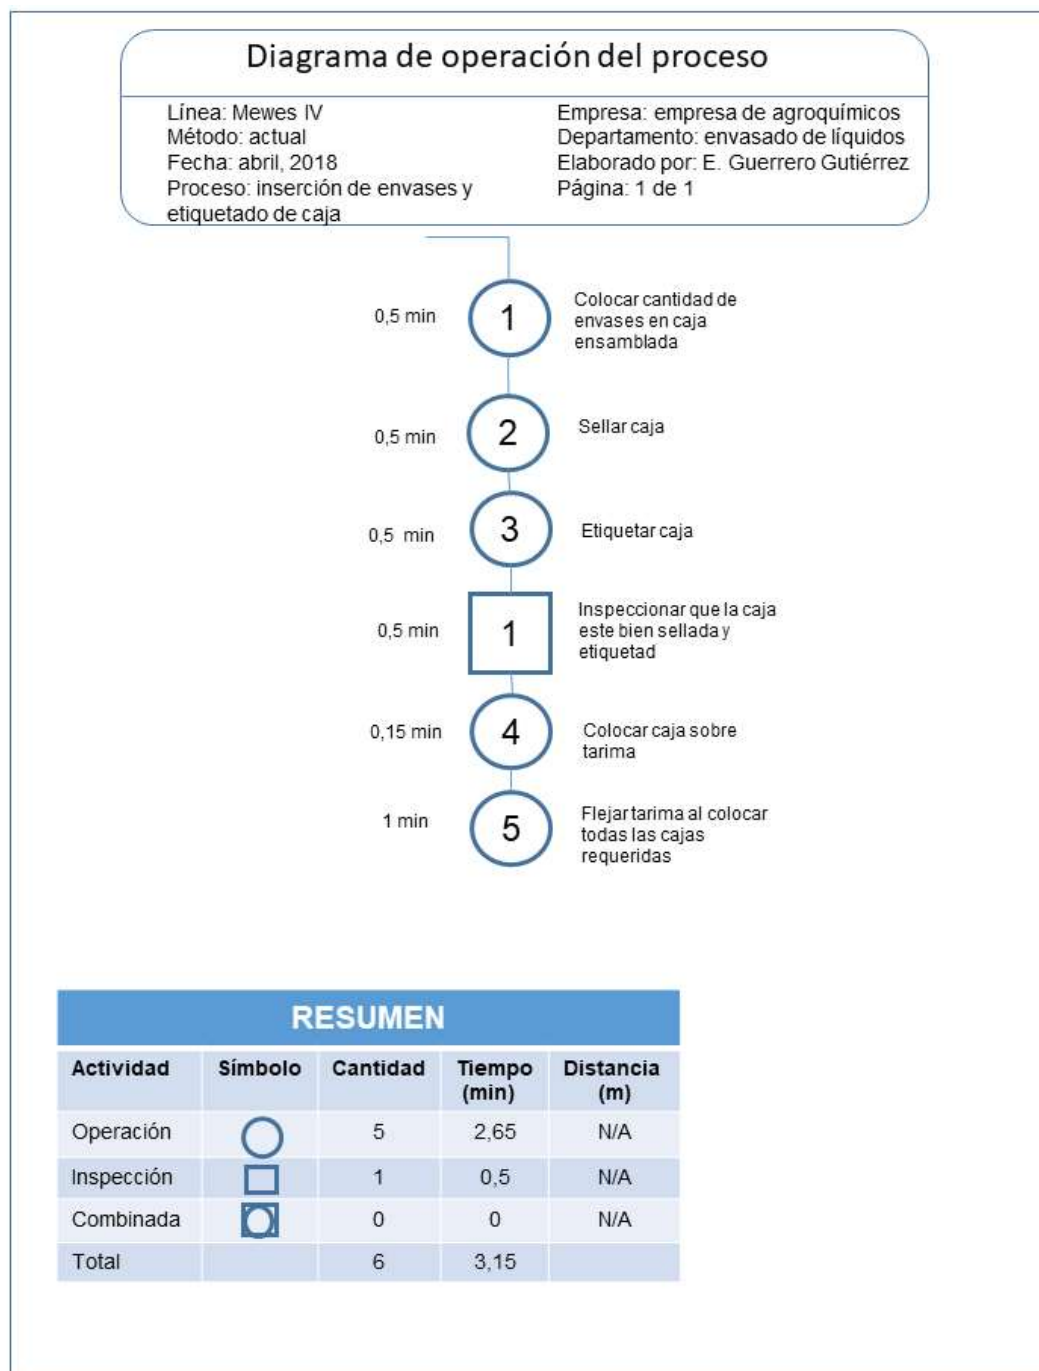 Diagrama de operación del proceso
Línea: Mewes IV
Método: actual
Fecha: abril, 2018
Proceso: inserción de envases y
etiquetado de caja
Empresa: empresa de agroquímicos
Departamento: envasado de líquidos
Elaborado por: E. Guerrero Gutiérrez
Página: 1 de 1
0,5 min
1
Colocar cantidad de
envases en caja
ensamblada
0,5 min
2
Sellar caja
0,5 min
3
Etiquetar caja
0,5 min
1
Inspeccionar que la caja
este bien sellada y
etiquetad
0,15 min
4
Colocar caja sobre
tarima
1 min
5
Flejar tarima al colocar
todas las cajas
requeridas
RESUMEN
Actividad Símbolo Cantidad Tiempo (min) Distancia (m)
Operación 5 2,65 N/A
Inspección 1 0,5 N/A
Combinada 0 0 N/A
Total 6 3,15